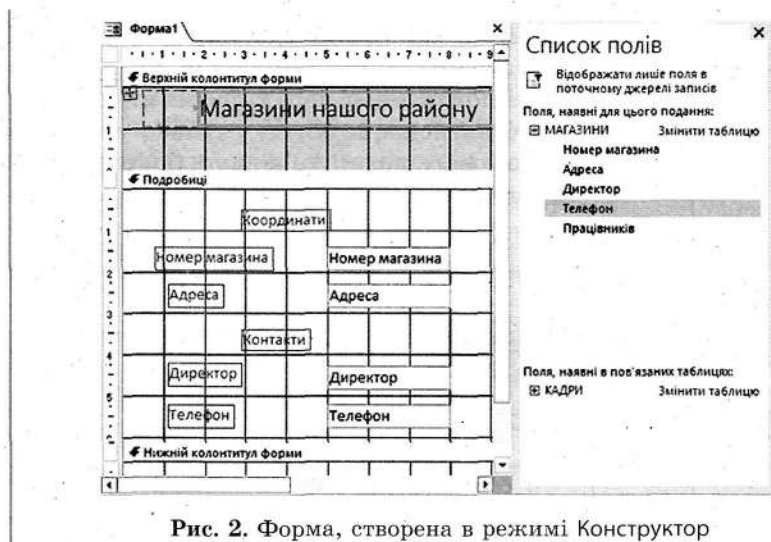 Форма1
Верхній колонтитул форми
Магазини нашого району
Подробиці
Координати
Номер магазина Номер магазина
Адреса Адреса
Контакти
Директор Директор
Телефон Телефон
Нижній колонтитул форми
Список полів
Відображати лише поля в
поточному джерелі записів
Поля, наявні для цього подання:
МАГАЗИНИ Змінити таблицю
Номер магазина
Адреса
Директор
Телефон
Працівників
Поля, наявні в пов'язаних таблицях:
КАДРИ Змінити таблицю
Рис. 2. Форма, створена в режимі Конструктор